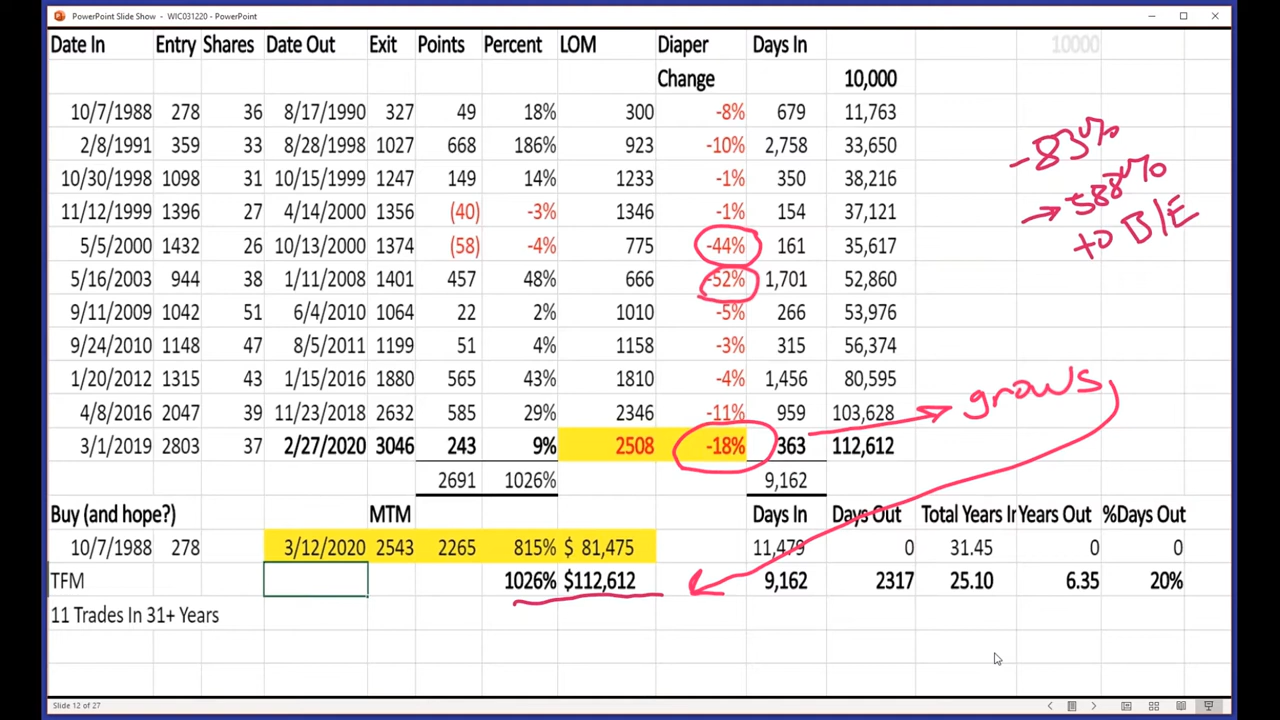 PowerPoint Slide Show - WIC031220 - PowerPoint
Date In Entry Shares Date Out Exit Points Percent LOM Diaper Days In 10000
Change 10,000
10/7/1988 278 36 8/17/1990 327 49 18% 300 -8% 679 11,763
2/8/1991 359 33 8/28/1998 1027 668 186% 923 -10% 2,758 33,650
10/30/1998 1098 31 10/15/1999 1247 149 14% 1233 -1% 350 38,216
11/12/1999 1396 27 4/14/2000 1356 (40) -3% 1346 -1% 154 37,121
5/5/2000 1432 26 10/13/2000 1374 (58) -4% 775 -44% 161 35,617
5/16/2003 944 38 1/11/2008 1401 457 48% 666 -52% 1,701 52,860
9/11/2009 1042 51 6/4/2010 1064 22 2% 1010 -5% 266 53,976
9/24/2010 1148 47 8/5/2011 1199 51 4% 1158 -3% 315 56,374
1/20/2012 1315 43 1/15/2016 1880 565 43% 1810 -4% 1,456 80,595
4/8/2016 2047 39 11/23/2018 2632 585 29% 2346 -11% 959 103,628
3/1/2019 2803 37 2/27/2020 3046 243 9% 2508 -18% 363 112,612
2691 1026% 9,162
Buy (and hope?) MTM Days In Days Out Total Years In Years Out %Days Out
10/7/1988 278 3/12/2020 2543 2265 815% $ 81,475 11,479 0 31.45 0 0
TFM 1026% $112,612 9,162 2317 25.10 6.35 20%
11 Trades In 31+ Years
-83%
→ 588%
to B/E
grows
Slide 12 of 27